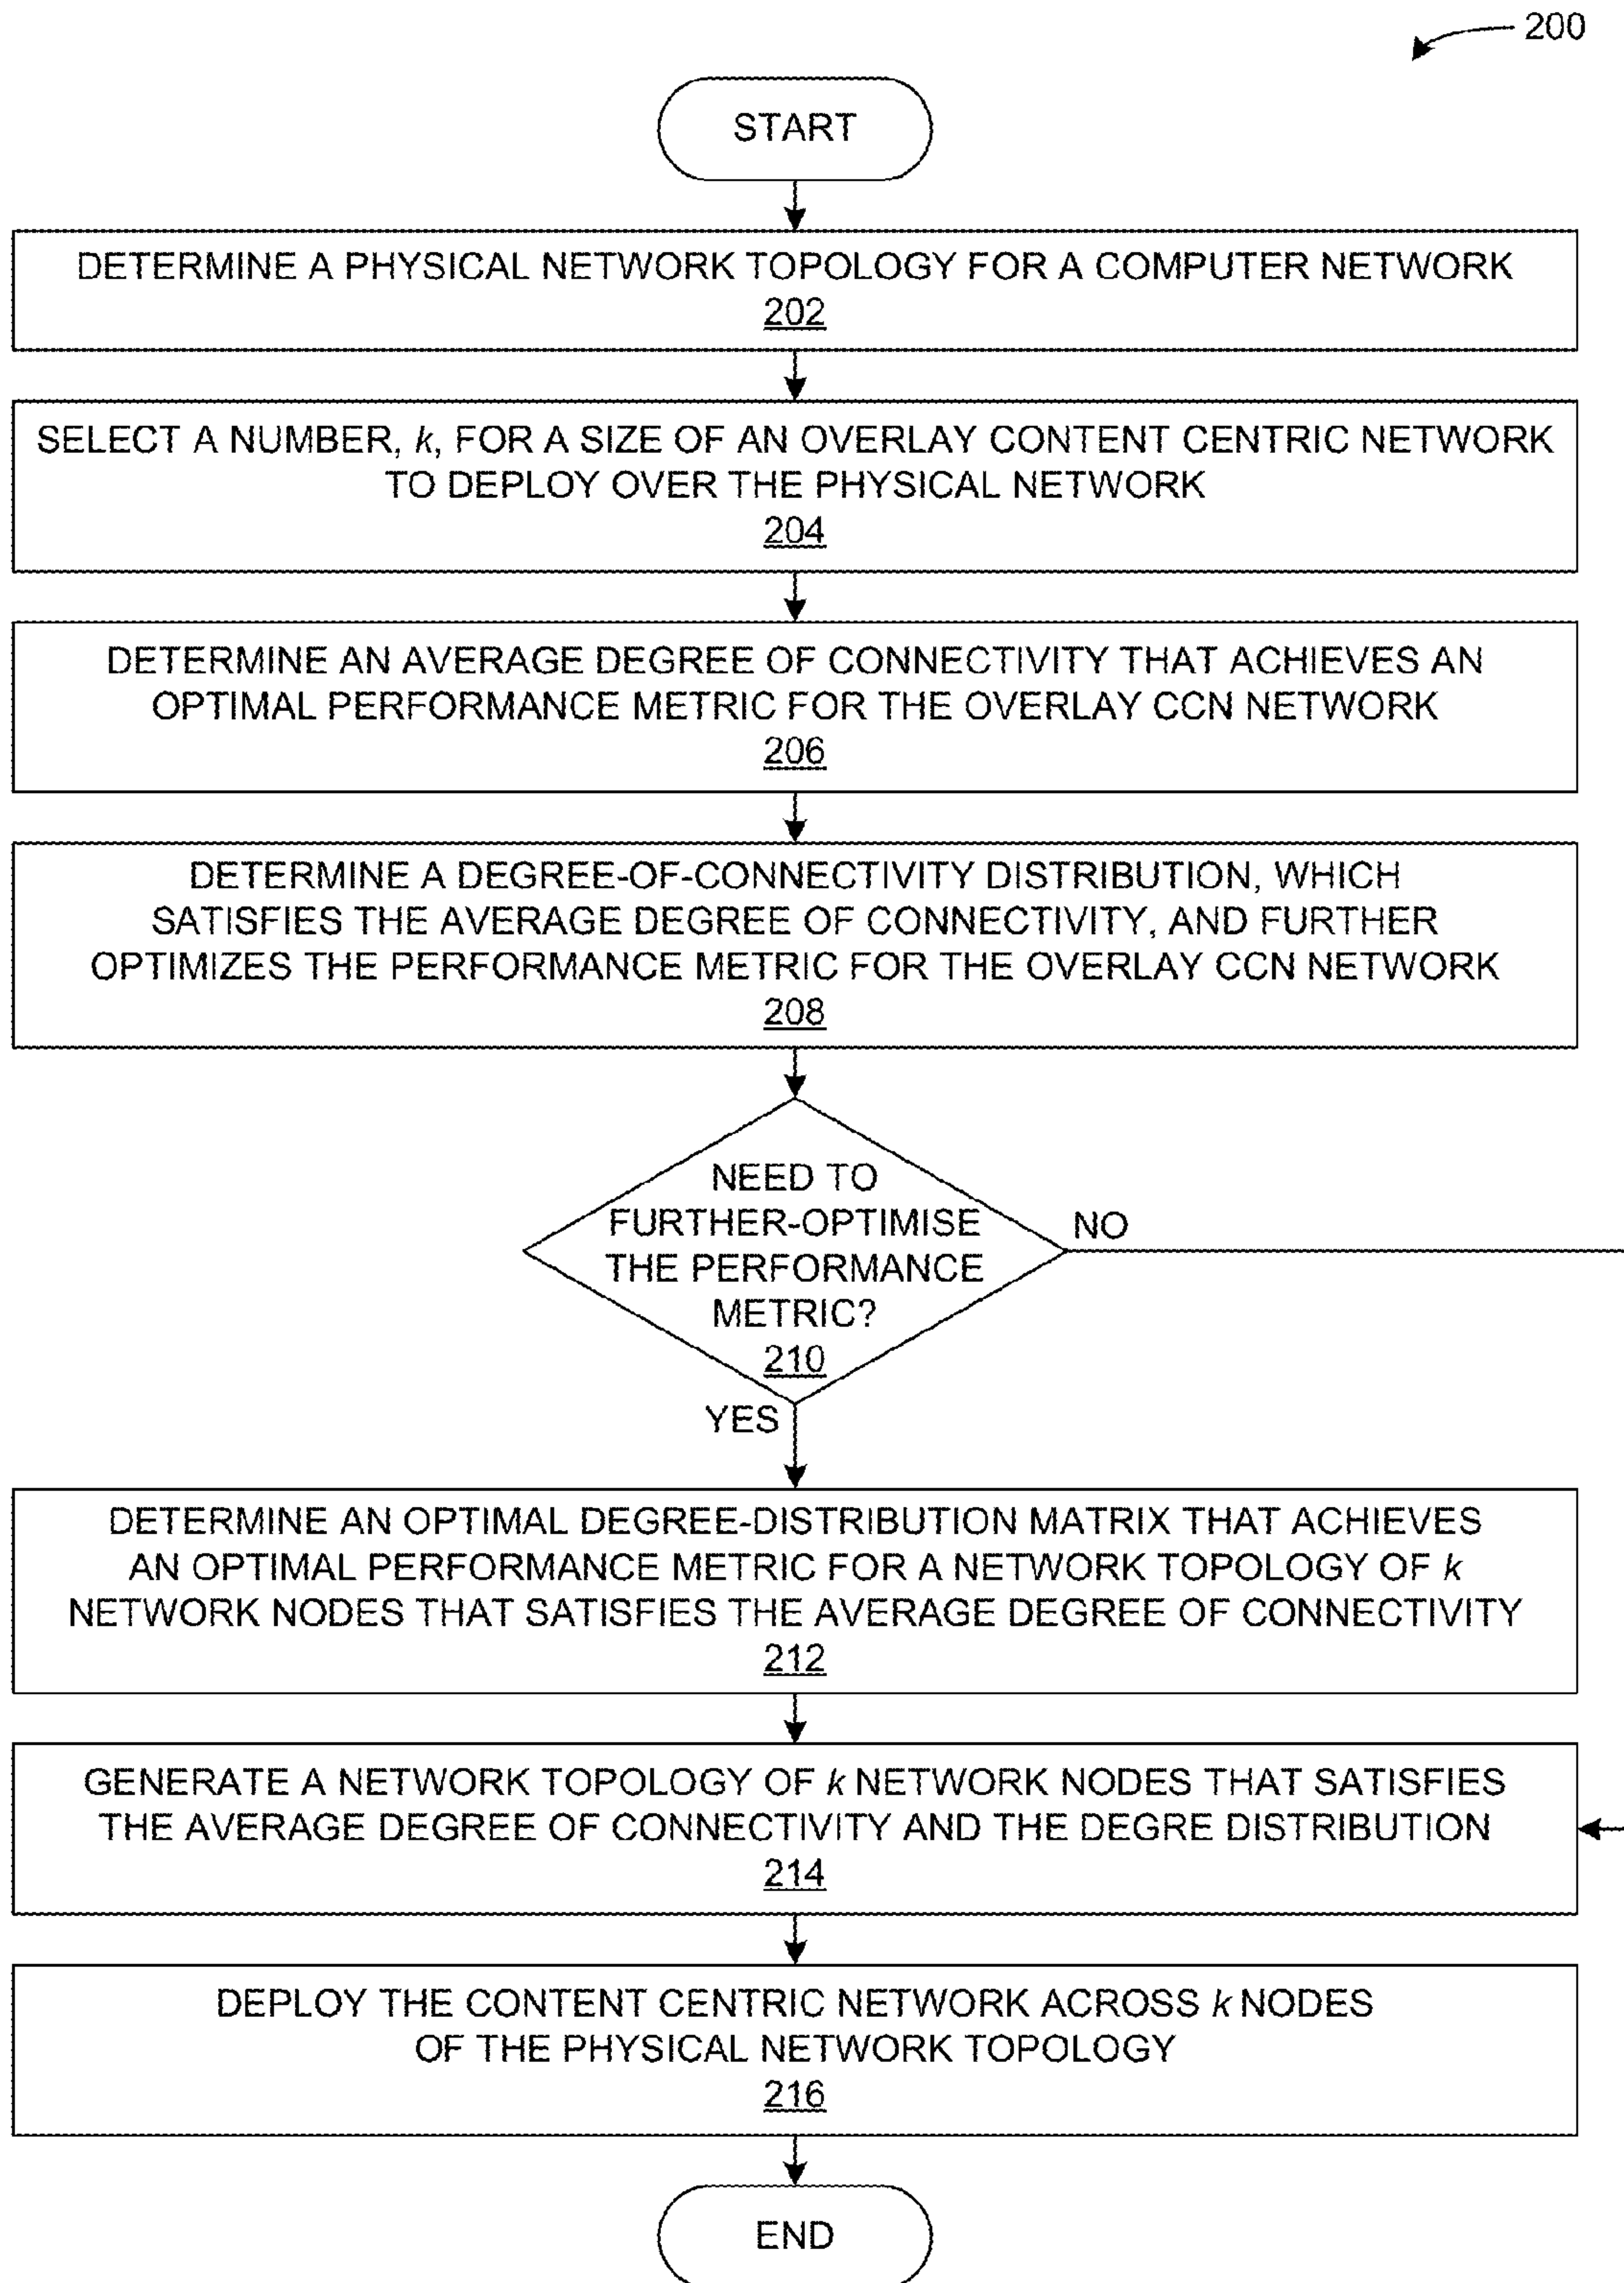 200
START
DETERMINE A PHYSICAL NETWORK TOPOLOGY FOR A COMPUTER NETWORK
202
SELECT A NUMBER, k, FOR A SIZE OF AN OVERLAY CONTENT CENTRIC NETWORK
TO DEPLOY OVER THE PHYSICAL NETWORK
204
DETERMINE AN AVERAGE DEGREE OF CONNECTIVITY THAT ACHIEVES AN
OPTIMAL PERFORMANCE METRIC FOR THE OVERLAY CCN NETWORK
206
DETERMINE A DEGREE-OF-CONNECTIVITY DISTRIBUTION, WHICH
SATISFIES THE AVERAGE DEGREE OF CONNECTIVITY, AND FURTHER
OPTIMIZES THE PERFORMANCE METRIC FOR THE OVERLAY CCN NETWORK
208
NEED TO
FURTHER-OPTIMISE
THE PERFORMANCE
METRIC?
210
NO
YES
DETERMINE AN OPTIMAL DEGREE-DISTRIBUTION MATRIX THAT ACHIEVES
AN OPTIMAL PERFORMANCE METRIC FOR A NETWORK TOPOLOGY OF k
NETWORK NODES THAT SATISFIES THE AVERAGE DEGREE OF CONNECTIVITY
212
GENERATE A NETWORK TOPOLOGY OF k NETWORK NODES THAT SATISFIES
THE AVERAGE DEGREE OF CONNECTIVITY AND THE DEGRE DISTRIBUTION
214
DEPLOY THE CONTENT CENTRIC NETWORK ACROSS k NODES
OF THE PHYSICAL NETWORK TOPOLOGY
216
END